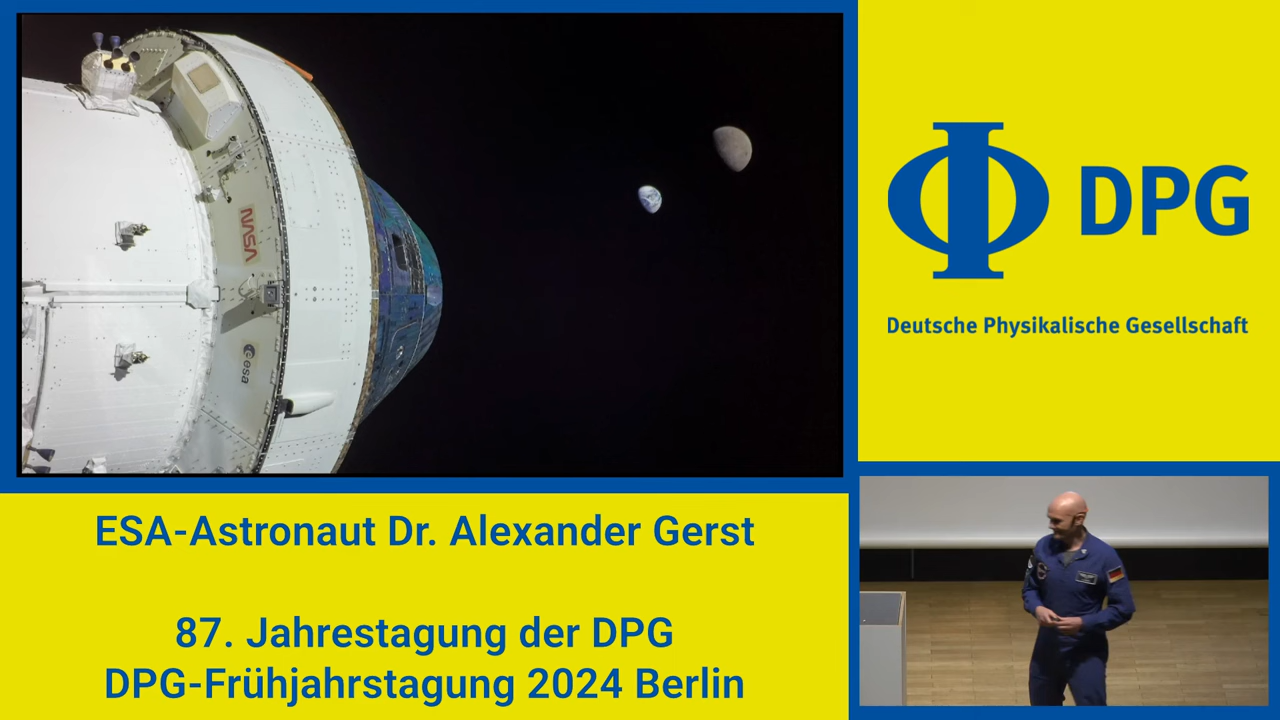 NASA
esa
DPG
Deutsche Physikalische Gesellschaft
ESA-Astronaut Dr. Alexander Gerst
87. Jahrestagung der DPG
DPG-Frühjahrstagung 2024 Berlin